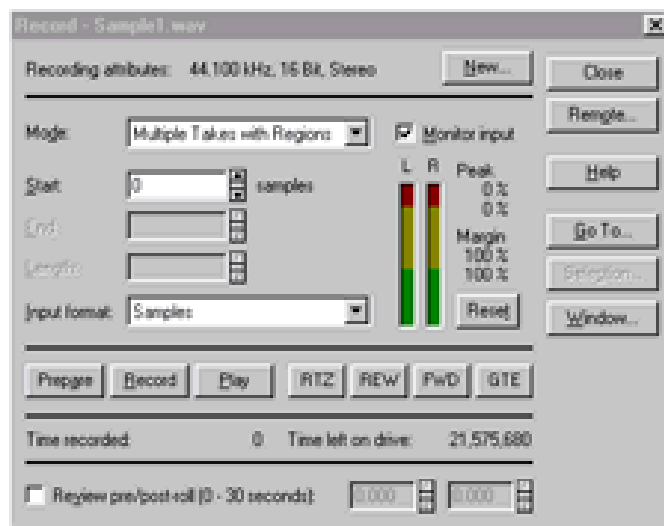 Record - Sample1.wav
Recording attributes: 44.100 kHz, 16 Bit, Stereo
New...
Close
Mode: Multiple Takes with Regions
Monitor input
Remote...
L R Peak
0 %
0 %
Start: 0 samples
Help
End:
Margin
100 %
100 %
Go To...
Length:
Selection...
Input format: Samples
Reset
Window...
Prepare Record Play RTZ REW FWD GTE
Time recorded: 0 Time left on drive: 21,575,680
Review pre/post-roll (0 - 30 seconds): 0.000 0.000